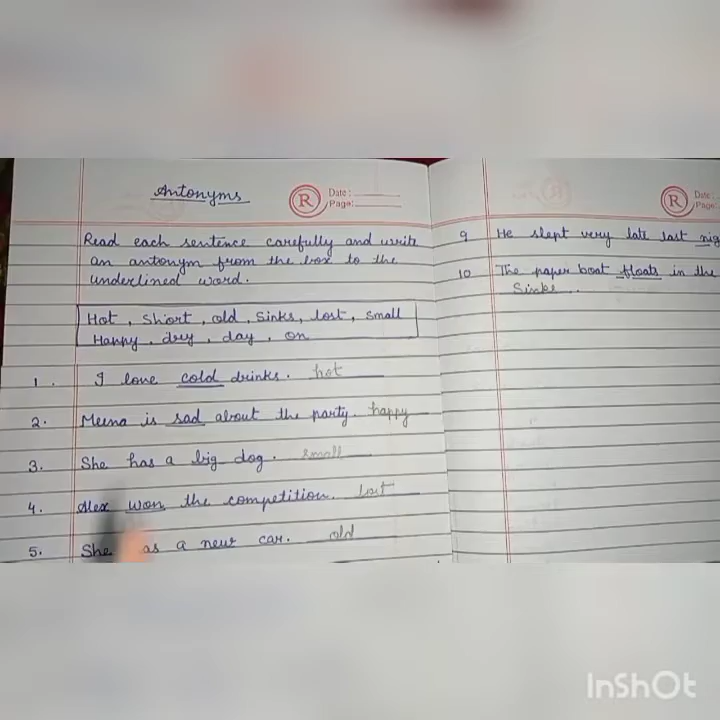 Antonyms
R
Date:
Page:
Read each sentence carefully and write
an antonym from the box to the
underlined word.
Hot, Short, old, Sinks, lost, small
Happy, dry, day, on
1. I love cold drinks. hot
2. Meena is sad about the party. happy
3. She has a big dog. small
4. Alex won the competition. Lost
5. She as a new car. old
R
Date:
Page:
9 He slept very late last nig
10 The paper boat floats in the
Sinks.
InShOt